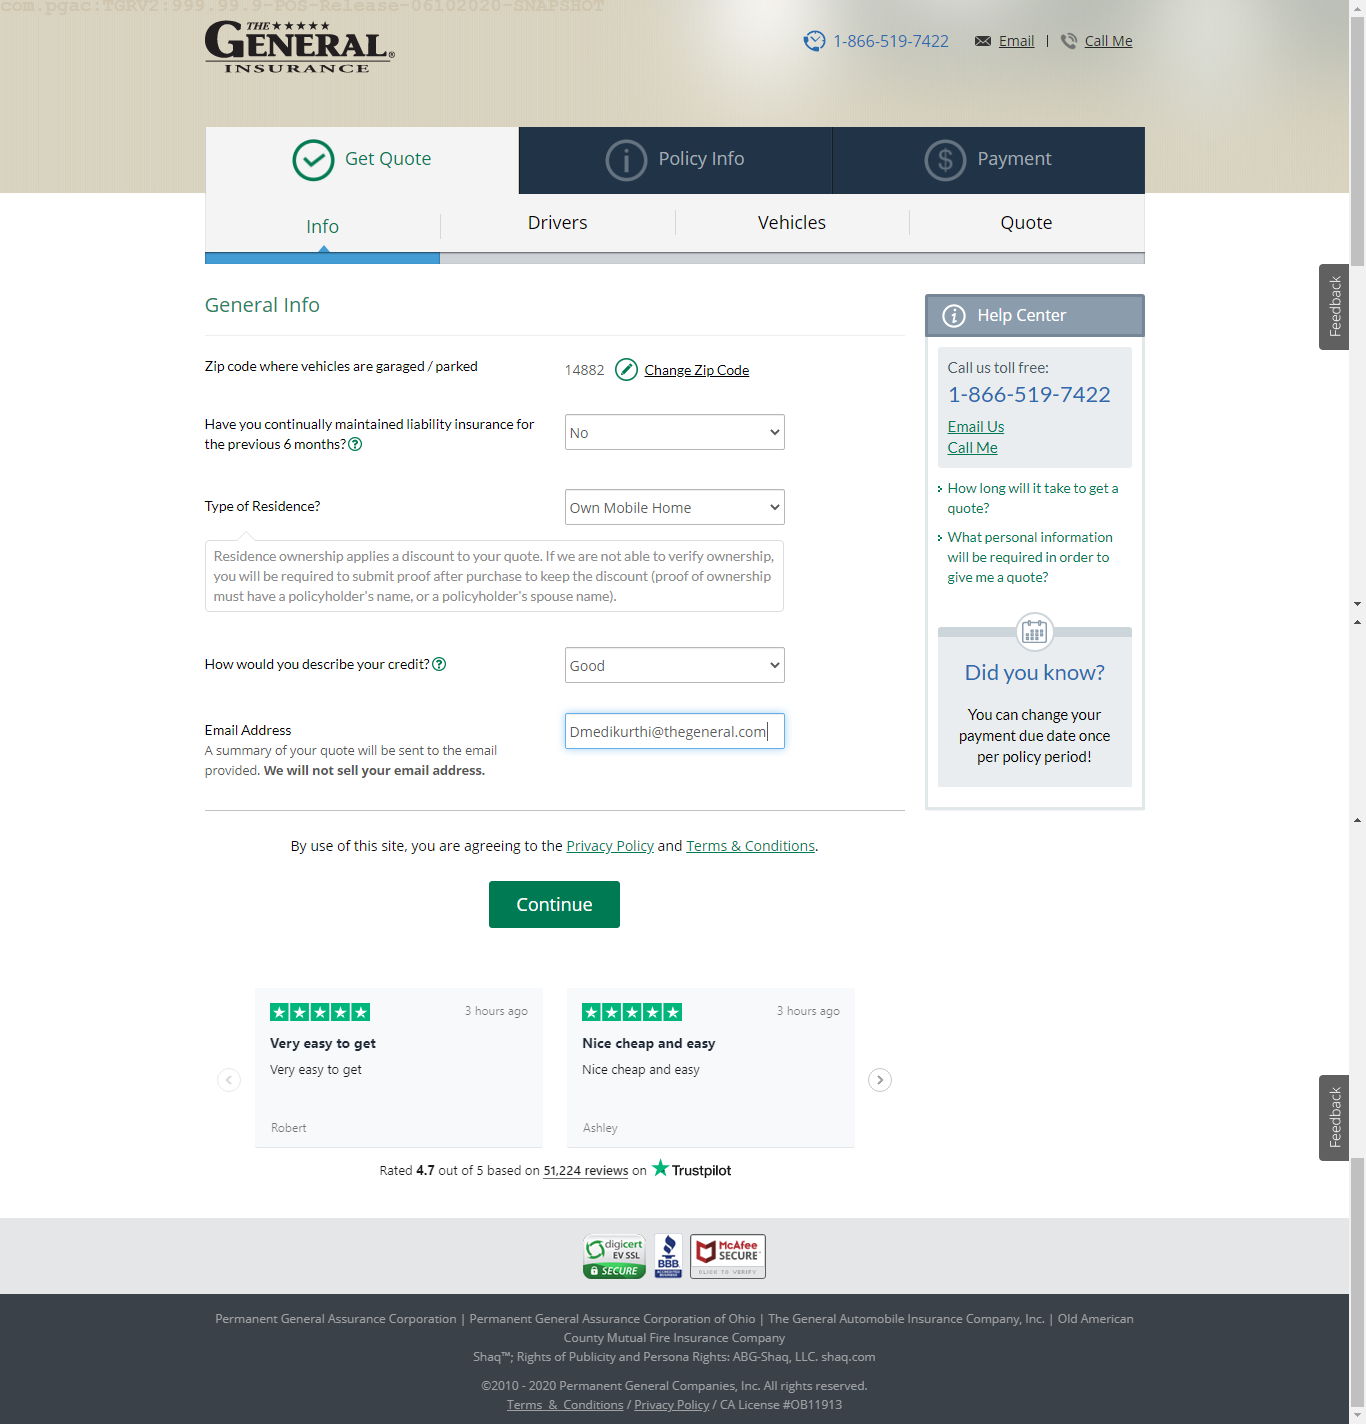 com.pgac:TGRV2:999.99.9-POS-Release-06102020-SNAPSHOT
THE
GENERAL®
INSURANCE
1-866-519-7422
Email | Call Me
Get Quote
Policy Info
Payment
Info
Drivers
Vehicles
Quote
General Info
Zip code where vehicles are garaged / parked
14882 Change Zip Code
Have you continually maintained liability insurance for
the previous 6 months? ?
No
Type of Residence?
Own Mobile Home
Residence ownership applies a discount to your quote. If we are not able to verify ownership,
you will be required to submit proof after purchase to keep the discount (proof of ownership
must have a policyholder's name, or a policyholder's spouse name).
How would you describe your credit? ?
Good
Email Address
A summary of your quote will be sent to the email
provided. We will not sell your email address.
Dmedikurthi@thegeneral.com
By use of this site, you are agreeing to the Privacy Policy and Terms & Conditions.
Continue
Help Center
Call us toll free:
1-866-519-7422
Email Us
Call Me
How long will it take to get a
quote?
What personal information
will be required in order to
give me a quote?
Did you know?
You can change your
payment due date once
per policy period!
Feedback
3 hours ago
Very easy to get
Very easy to get
Robert
3 hours ago
Nice cheap and easy
Nice cheap and easy
Ashley
Rated 4.7 out of 5 based on 51,224 reviews on Trustpilot
Feedback
digicert
EV SSL
SECURE
BBB
ACCREDITED
BUSINESS
McAfee
SECURE
CLICK TO VERIFY
Permanent General Assurance Corporation | Permanent General Assurance Corporation of Ohio | The General Automobile Insurance Company, Inc. | Old American
County Mutual Fire Insurance Company
Shaq™; Rights of Publicity and Persona Rights: ABG-Shaq, LLC. shaq.com
©2010 - 2020 Permanent General Companies, Inc. All rights reserved.
Terms & Conditions / Privacy Policy / CA License #OB11913